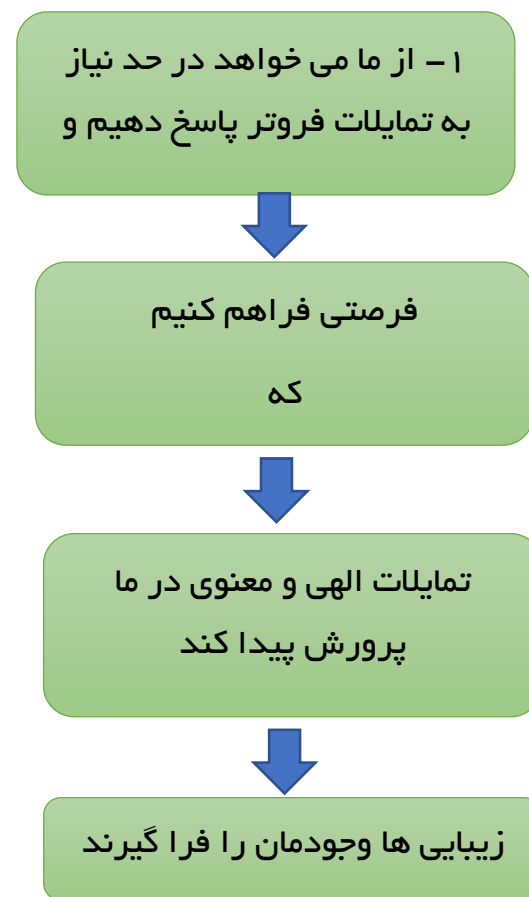 ۱- از ما می خواهد در حد نیاز
به تمایلات فروتر پاسخ دهیم و
فرصتی فراهم کنیم
که
تمایلات الهی و معنوی در ما
پرورش پیدا کند
زیبایی ها وجودمان را فرا گیرند